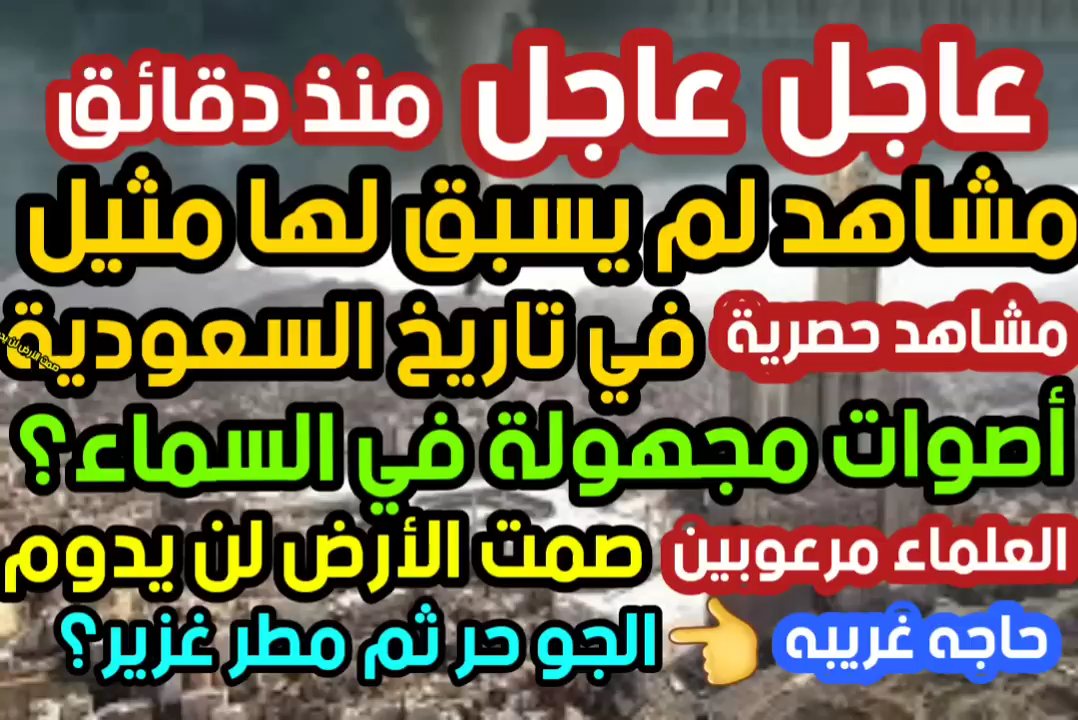 عاجل عاجل منذ دقائق
مشاهد لم يسبق لها مثيل
مشاهد حصرية في تاريخ السعودية
أصوات مجهولة في السماء؟
العلماء مرعوبين صمت الأرض لن يدوم
حاجه غريبه الجو حر ثم مطر غزير؟